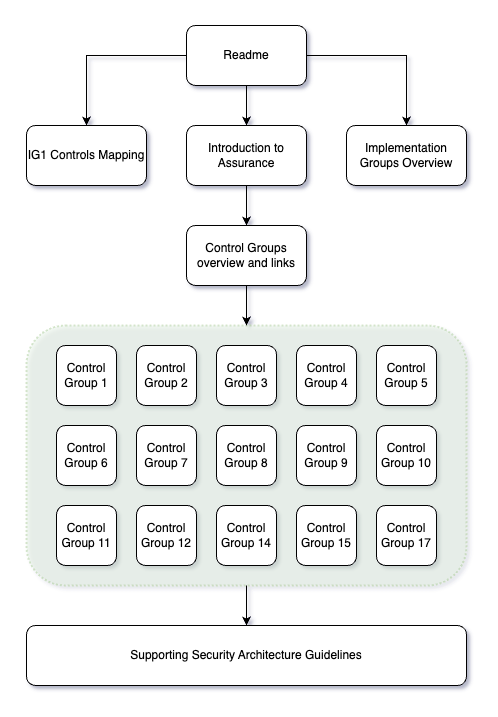 Readme
IG1 Controls Mapping
Introduction to
Assurance
Implementation
Groups Overview
Control Groups
overview and links
Control
Group 1
Control
Group 2
Control
Group 3
Control
Group 4
Control
Group 5
Control
Group 6
Control
Group 7
Control
Group 8
Control
Group 9
Control
Group 10
Control
Group 11
Control
Group 12
Control
Group 14
Control
Group 15
Control
Group 17
Supporting Security Architecture Guidelines